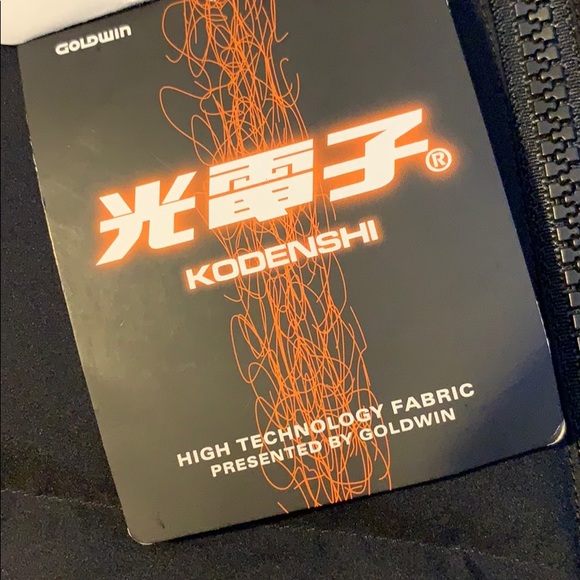 GOLDWIN
光電子®
KODENSHI
HIGH TECHNOLOGY FABRIC
PRESENTED BY GOLDWIN